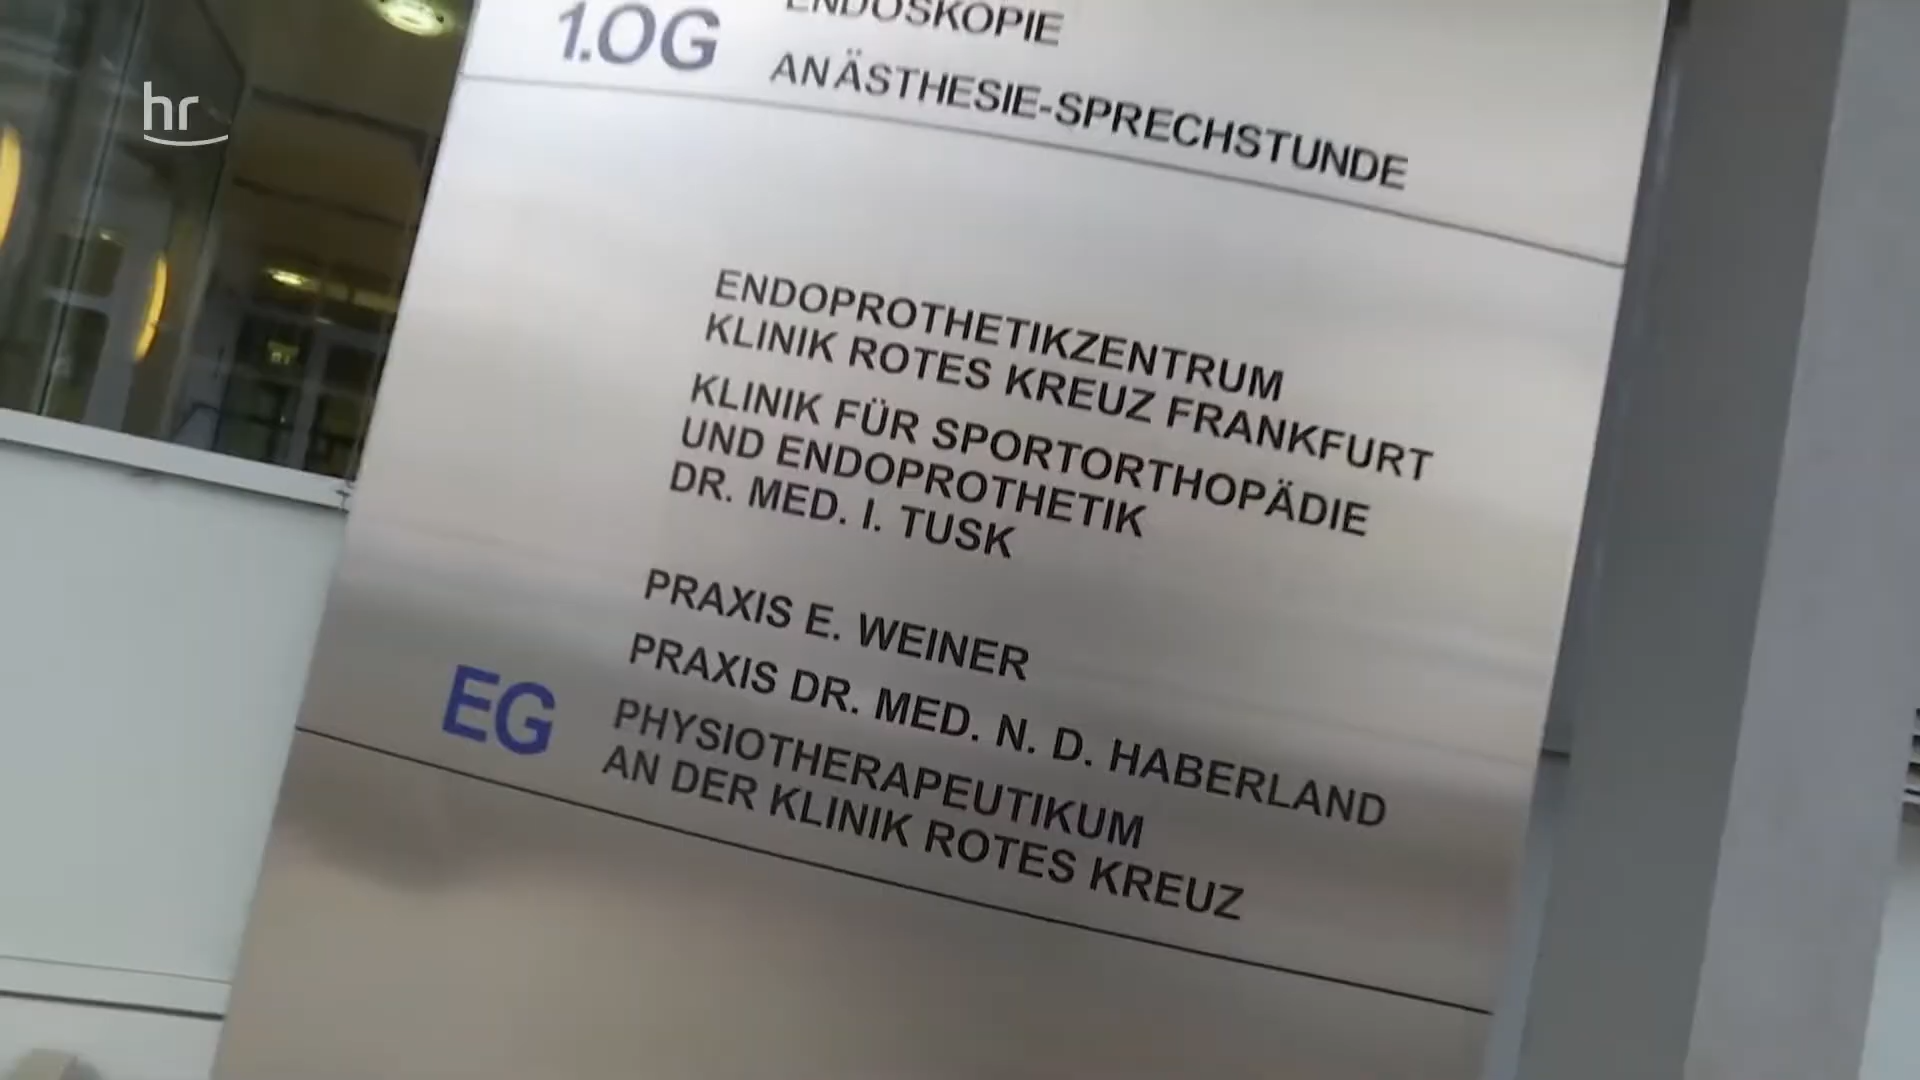 hr
1.OG
ENDOSKOPIE
ANÄSTHESIE-SPRECHSTUNDE
ENDOPROTHETIKZENTRUM
KLINIK ROTES KREUZ FRANKFURT
KLINIK FÜR SPORTORTHOPÄDIE
UND ENDOPROTHETIK
DR. MED. I. TUSK
PRAXIS E. WEINER
PRAXIS DR. MED. N. D. HABERLAND
EG
PHYSIOTHERAPEUTIKUM
AN DER KLINIK ROTES KREUZ